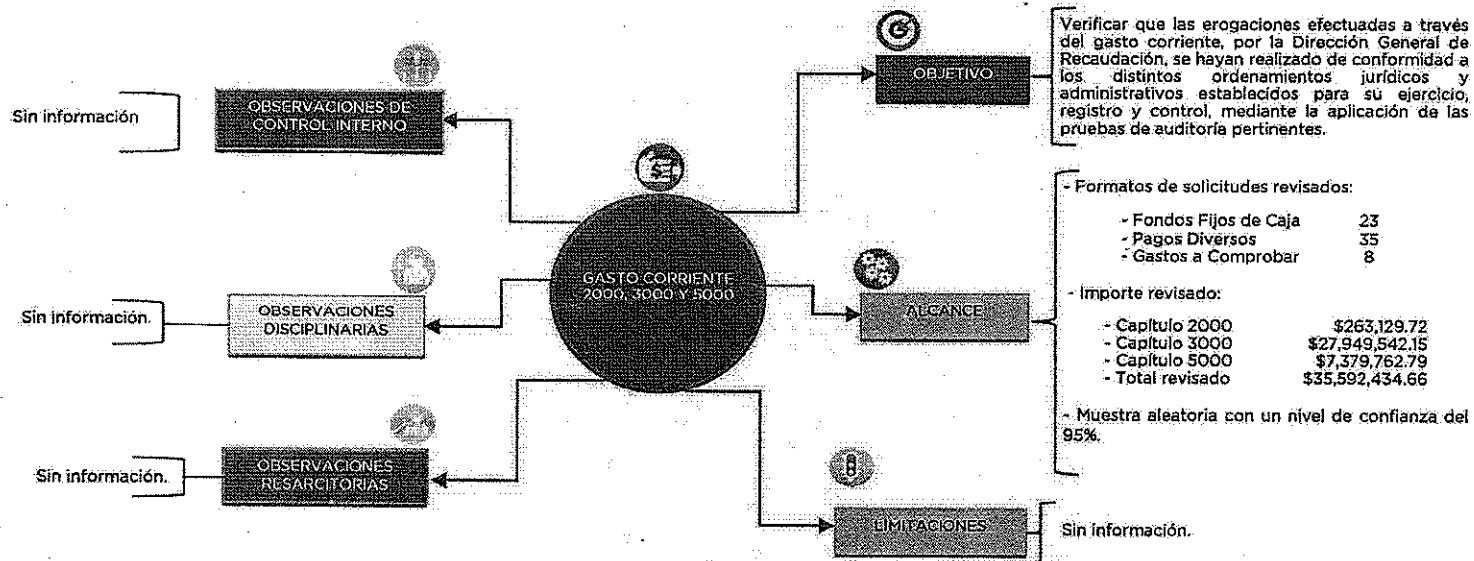 OBJETIVO
Verificar que las erogaciones efectuadas a través
del gasto corriente, por la Dirección General de
Recaudación, se hayan realizado de conformidad a
los distintos ordenamientos jurídicos y
administrativos establecidos para su ejercicio,
registro y control, mediante la aplicación de las
pruebas de auditoría pertinentes.
OBSERVACIONES DE
CONTROL INTERNO
Sin información
GASTO CORRIENTE
2000, 3000 Y 5000
ALCANCE
- Formatos de solicitudes revisados:
- Fondos Fijos de Caja 23
- Pagos Diversos 35
- Gastos a Comprobar 8
- Importe revisado:
- Capítulo 2000 $263,129.72
- Capítulo 3000 $27,949,542.15
- Capítulo 5000 $7,379,762.79
- Total revisado $35,592,434.66
- Muestra aleatoria con un nivel de confianza del
95%.
OBSERVACIONES
DISCIPLINARIAS
Sin información.
OBSERVACIONES
RESARCITORIAS
Sin información.
LIMITACIONES
Sin información.